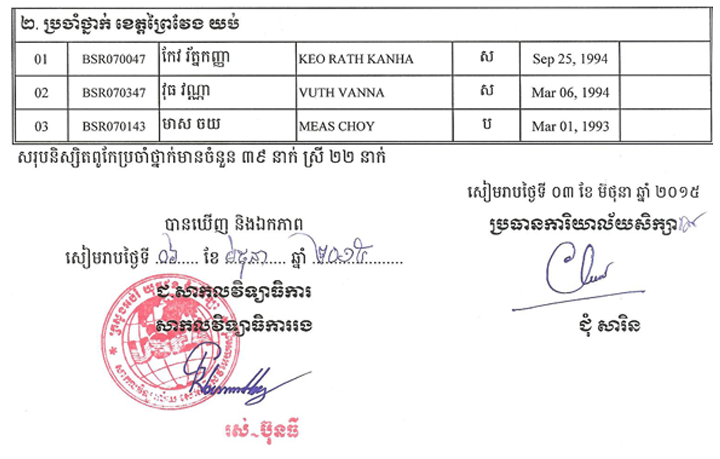 ២. ប្រចាំថ្នាក់ ខេត្តព្រៃវែង យប់
01 BSR070047 កែវ រ័ត្នកញ្ញា KEO RATH KANHA ស Sep 25, 1994
02 BSR070347 វុធ វណ្ណា VUTH VANNA ស Mar 06, 1994
03 BSR070143 មាស ចយ MEAS CHOY ប Mar 01, 1993
សរុបនិស្សិតពូកែប្រចាំថ្នាក់មានចំនួន ៣៩ នាក់ ស្រី ២២ នាក់
សៀមរាបថ្ងៃទី ០៣ ខែ មិថុនា ឆ្នាំ ២០១៥
ប្រធានការិយាល័យសិក្សា
បានឃើញ និងឯកភាព
សៀមរាបថ្ងៃទី ០៦ ខែ មិថុនា ឆ្នាំ ២០១៥
ជ.សាកលវិទ្យាធិការ
សាកលវិទ្យាធិការរង
ជុំ សារិន
រស់ ប៊ុនធី